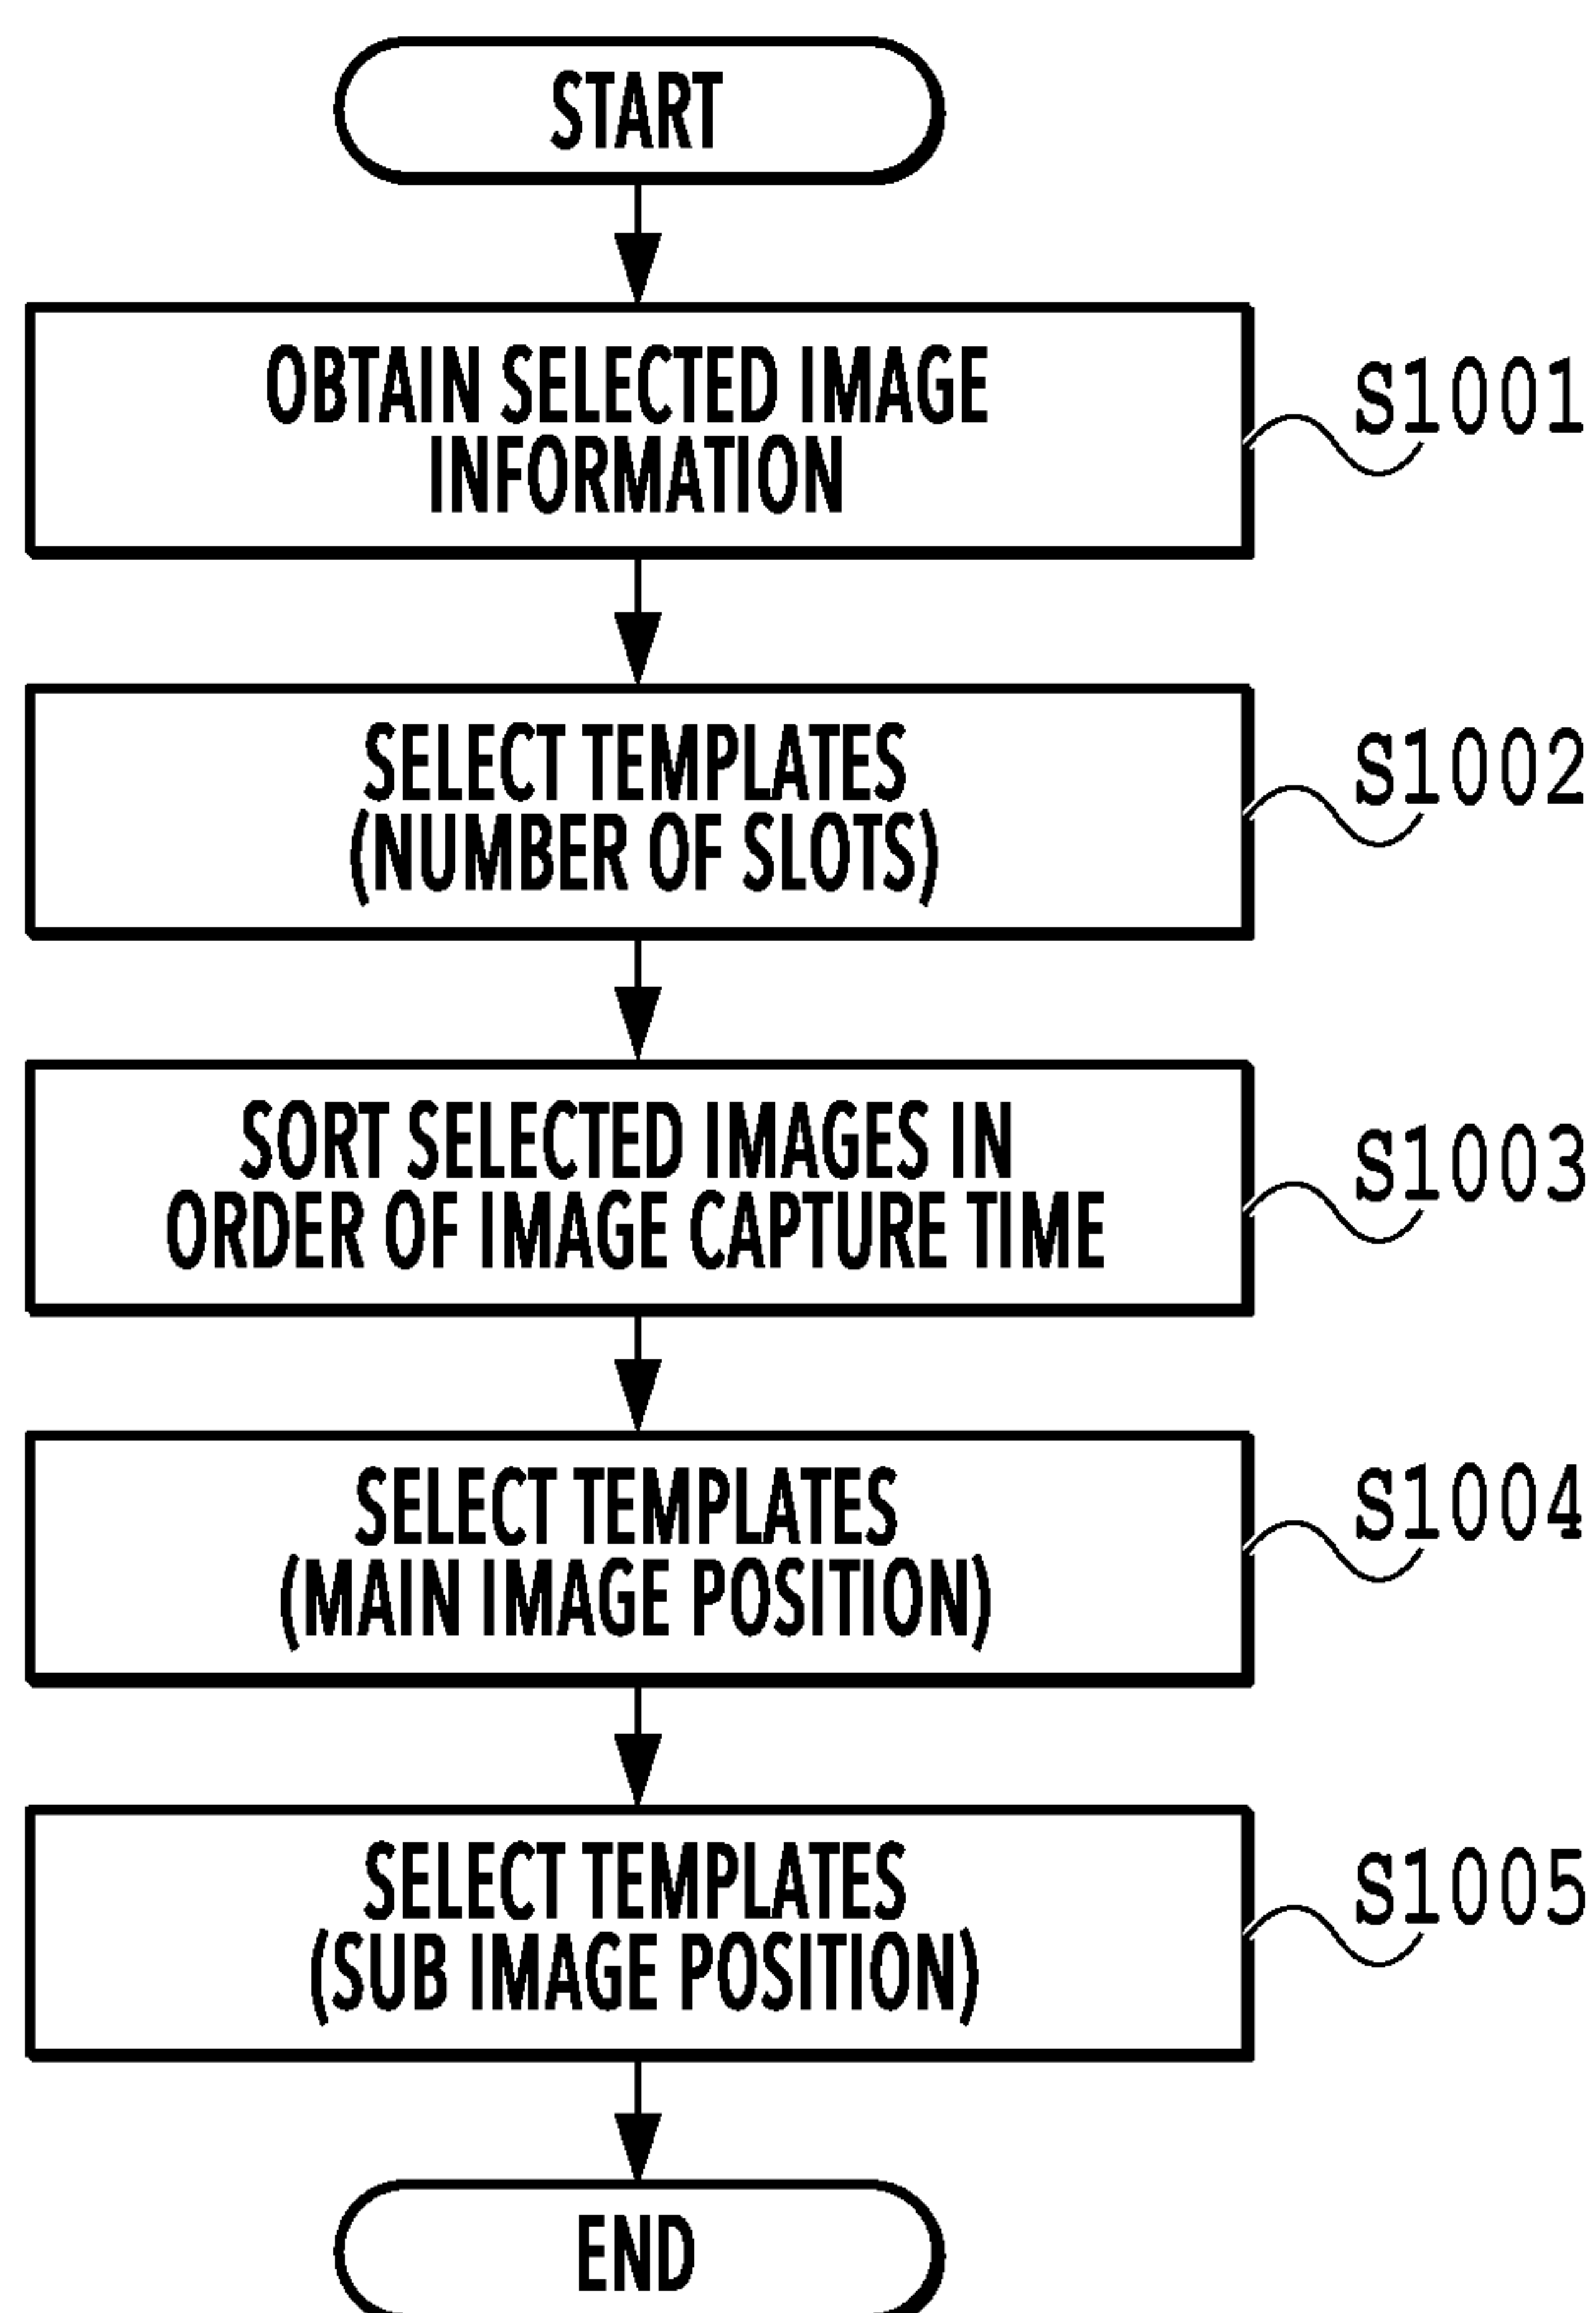 START
OBTAIN SELECTED IMAGE
INFORMATION
S1001
SELECT TEMPLATES
(NUMBER OF SLOTS)
S1002
SORT SELECTED IMAGES IN
ORDER OF IMAGE CAPTURE TIME
S1003
SELECT TEMPLATES
(MAIN IMAGE POSITION)
S1004
SELECT TEMPLATES
(SUB IMAGE POSITION)
S1005
END